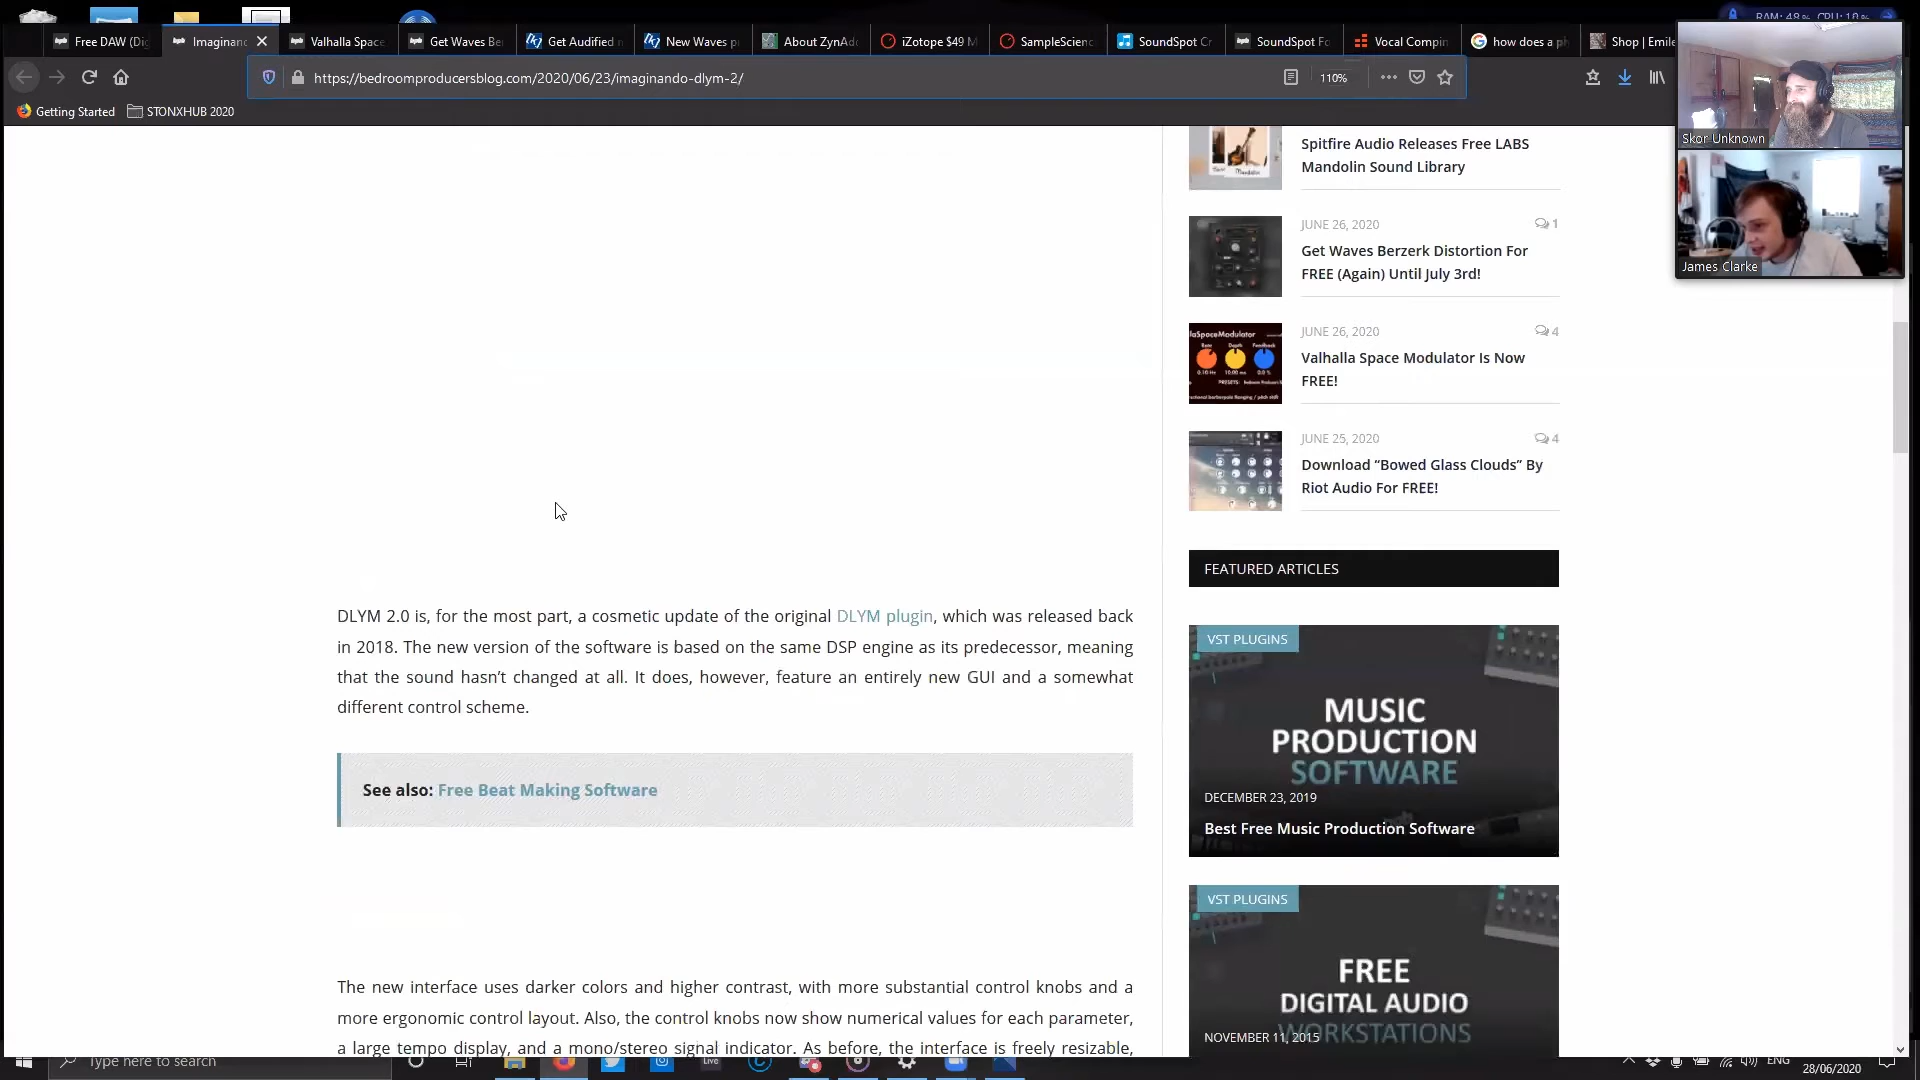 RAM: 48% CPU: 10%
Free DAW (Dig
Imaginan
Valhalla Space
Get Waves Be
Get Audified
New Waves p
About ZynAd
iZotope $49 M
SampleScienc
SoundSpot Cr
SoundSpot Fo
Vocal Compin
how does a ph
Shop | Emile
https://bedroomproducersblog.com/2020/06/23/imaginando-dlym-2/
110%
Getting Started
STONXHUB 2020
Skor Unknown
James Clarke
Spitfire Audio Releases Free LABS
Mandolin Sound Library
JUNE 26, 2020
1
Get Waves Berzerk Distortion For
FREE (Again) Until July 3rd!
JUNE 26, 2020
4
Valhalla Space Modulator Is Now
FREE!
JUNE 25, 2020
4
Download “Bowed Glass Clouds” By
Riot Audio For FREE!
FEATURED ARTICLES
VST PLUGINS
MUSIC
PRODUCTION
SOFTWARE
DECEMBER 23, 2019
Best Free Music Production Software
VST PLUGINS
FREE
DIGITAL AUDIO
WORKSTATIONS
NOVEMBER 11, 2015
DLYM 2.0 is, for the most part, a cosmetic update of the original DLYM plugin, which was released back
in 2018. The new version of the software is based on the same DSP engine as its predecessor, meaning
that the sound hasn’t changed at all. It does, however, feature an entirely new GUI and a somewhat
different control scheme.
See also: Free Beat Making Software
The new interface uses darker colors and higher contrast, with more substantial control knobs and a
more ergonomic control layout. Also, the control knobs now show numerical values for each parameter,
a large tempo display, and a mono/stereo signal indicator. As before, the interface is freely resizable,
Type here to search
Live
ENG
28/06/2020